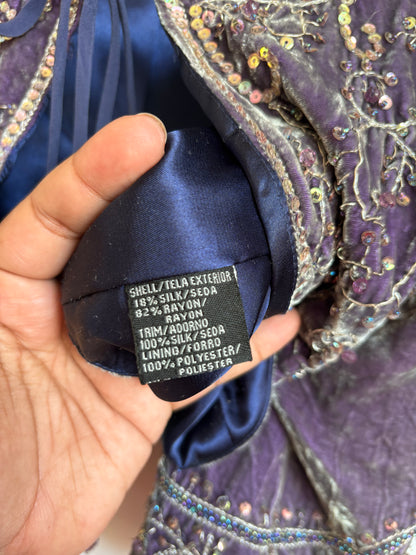 SHELL/TELA EXTERIOR
18% SILK/SEDA
82% RAYON/
RAYON
TRIM/ADORNO
100% SILK/SEDA
LINING/FORRO
100% POLYESTER/
POLIESTER